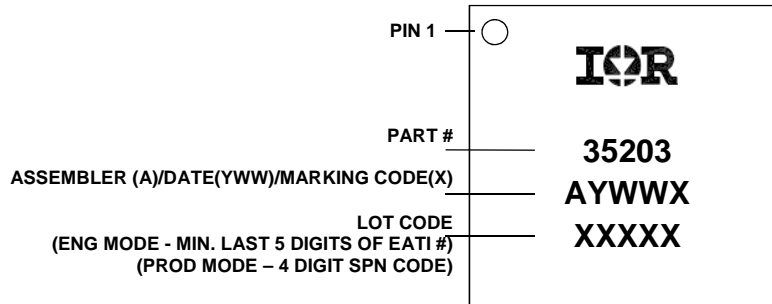 PIN 1
IOR
PART #
35203
ASSEMBLER (A)/DATE(YWW)/MARKING CODE(X)
AYWWX
LOT CODE
(ENG MODE - MIN. LAST 5 DIGITS OF EATI #)
(PROD MODE – 4 DIGIT SPN CODE)
XXXXX